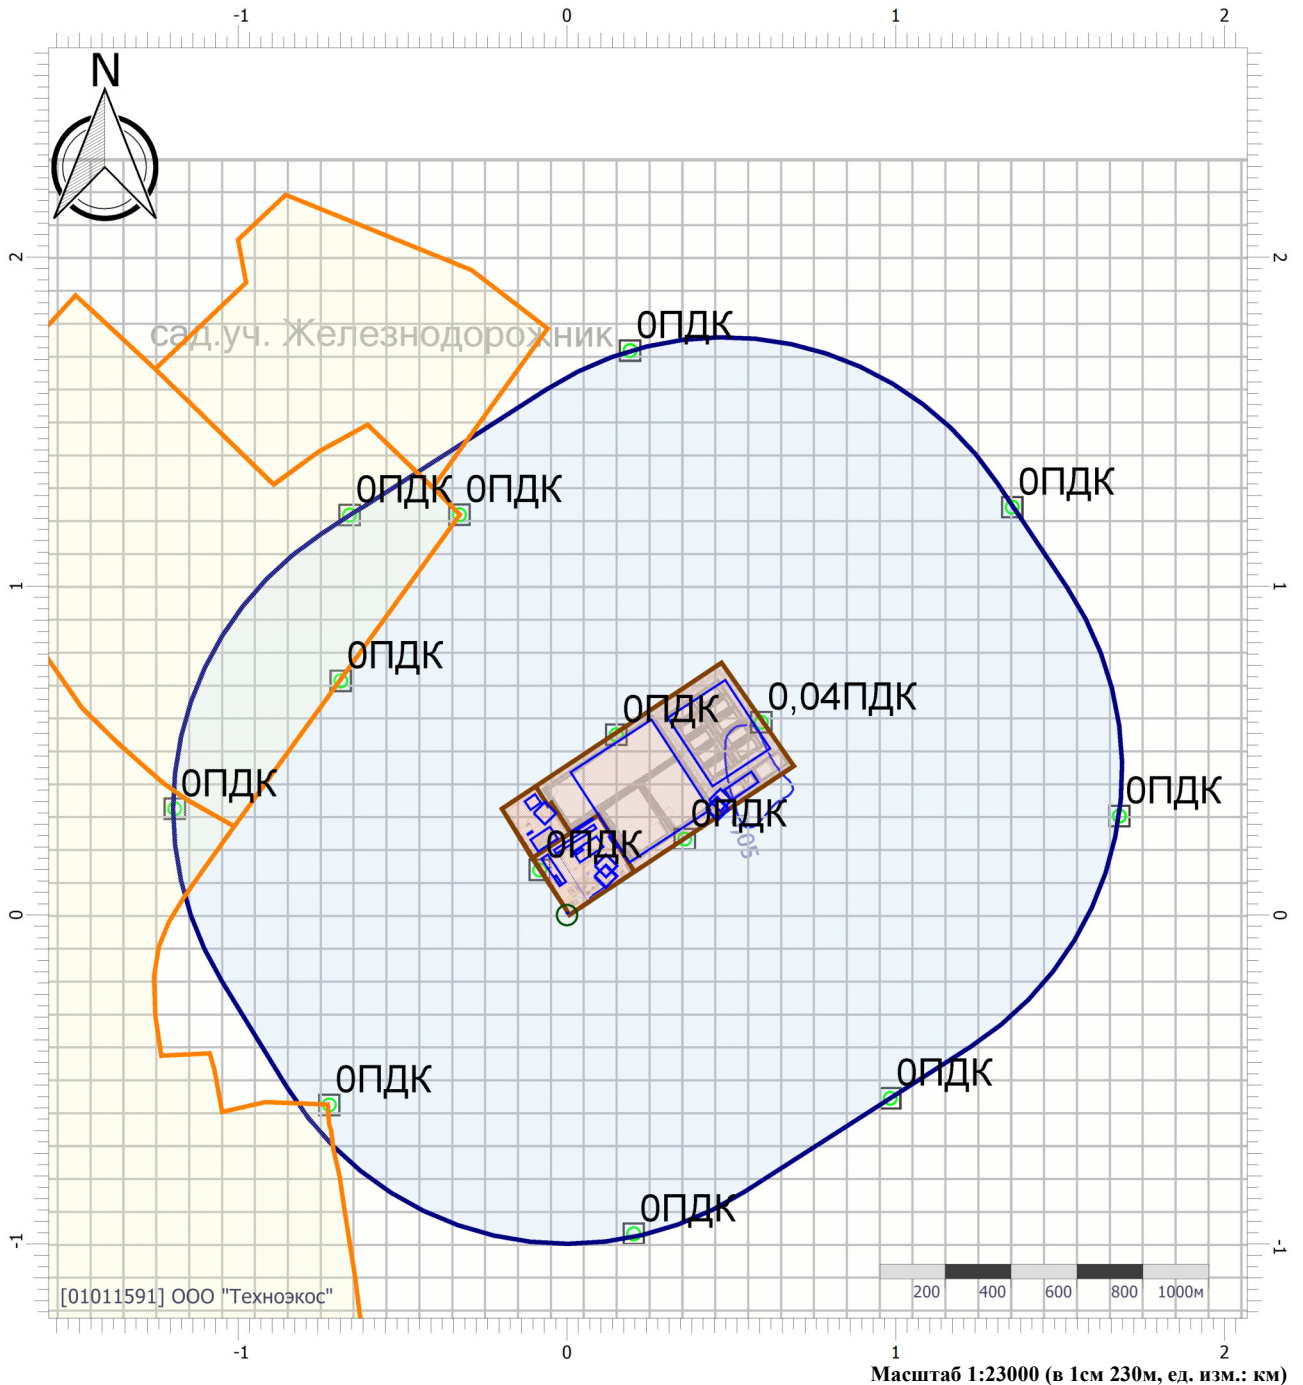 -1 0 1 2
N
2 2
сад.уч. Железнодорожник
0ПДК
0ПДК
0ПДК 0ПДК
1 1
0ПДК
0,04ПДК
0ПДК
0ПДК
0ПДК
0ПДК
0ПДК
05
0 0
0ПДК
0ПДК
0ПДК
-1 -1
200 400 600 800 1000м
[01011591] ООО "Техноэкос"
-1 0 1 2
Масштаб 1:23000 (в 1см 230м, ед. изм.: км)